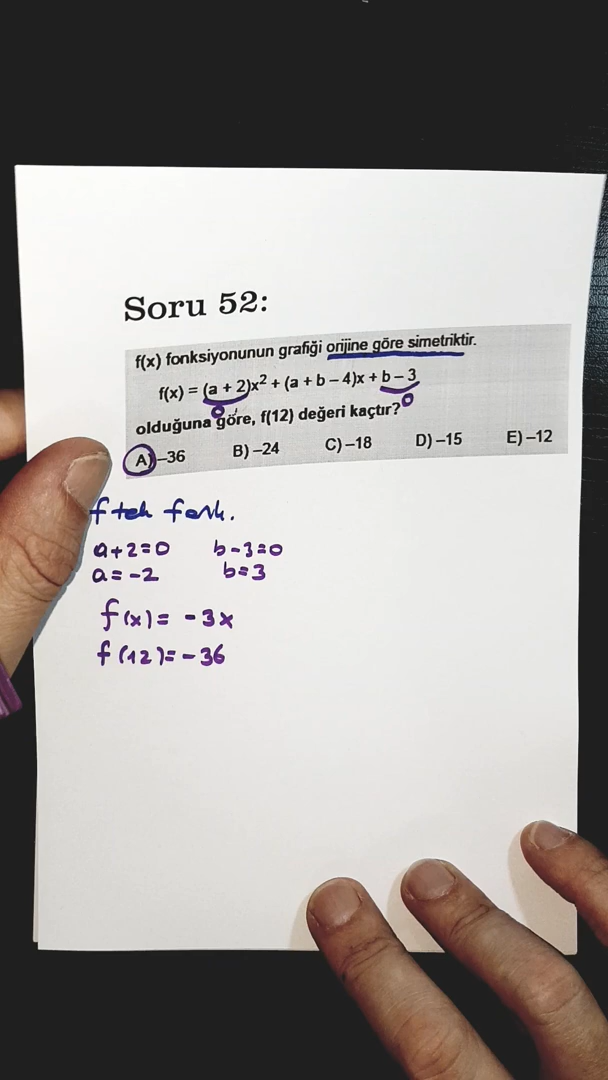 Soru 52:
f(x) fonksiyonunun grafiği orijine göre simetriktir.
f(x) = (a + 2)x² + (a + b – 4)x + b – 3
0 0
olduğuna göre, f(12) değeri kaçtır?
A) –36 B) –24 C) –18 D) –15 E) –12
f tek fonk.
a+2=0 b-3=0
a=-2 b=3
f(x)= -3x
f(12)=-36